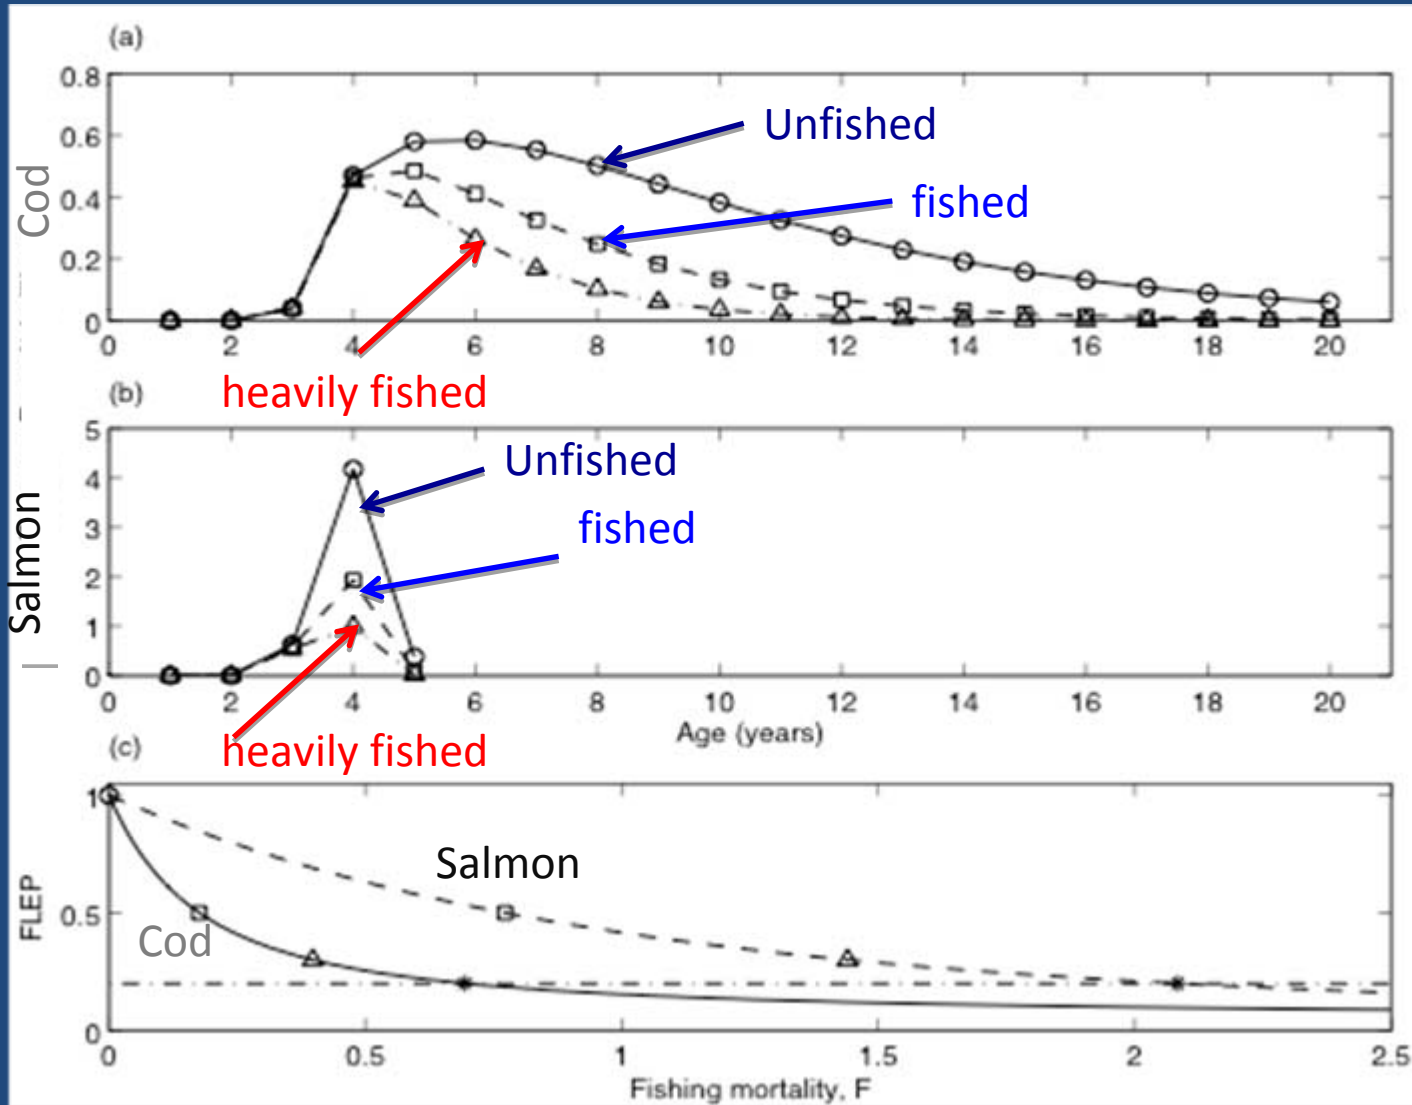 (a)
0.8
0.6
0.4
0.2
0
Cod
Unfished
fished
heavily fished
0 2 4 6 8 10 12 14 16 18 20
(b)
5
4
3
2
1
0
Salmon
Unfished
fished
heavily fished
0 2 4 6 8 10 12 14 16 18 20
Age (years)
(c)
1
0.5
0
FLEP
Salmon
Cod
0 0.5 1 1.5 2 2.5
Fishing mortality, F